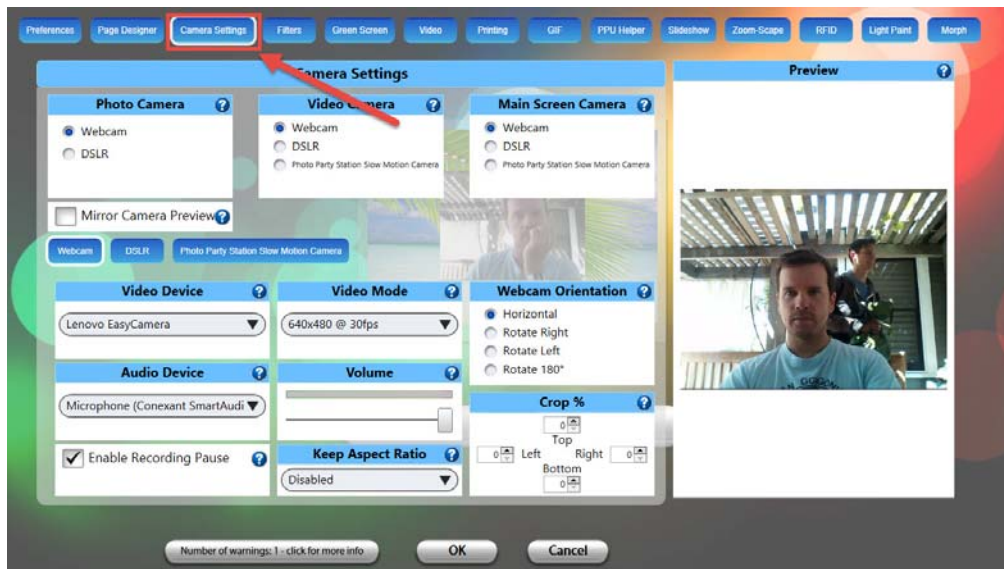 Preferences Page Designer Camera Settings Filters Green Screen Video Printing GIF PPU Helper Slideshow Zoom-Scape RFID Light Paint Morph
Camera Settings
Photo Camera ?
Webcam
DSLR
Mirror Camera Preview ?
Video Camera ?
Webcam
DSLR
Photo Party Station Slow Motion Camera
Main Screen Camera ?
Webcam
DSLR
Photo Party Station Slow Motion Camera
Webcam DSLR Photo Party Station Slow Motion Camera
Video Device ?
Lenovo EasyCamera
Video Mode ?
640x480 @ 30fps
Webcam Orientation ?
Horizontal
Rotate Right
Rotate Left
Rotate 180°
Audio Device ?
Microphone (Conexant SmartAudi
Volume ?
Enable Recording Pause ?
Keep Aspect Ratio ?
Disabled
Crop % ?
0
Top
0 Left Right 0
Bottom
0
Preview ?
Number of warnings: 1 - click for more info OK Cancel